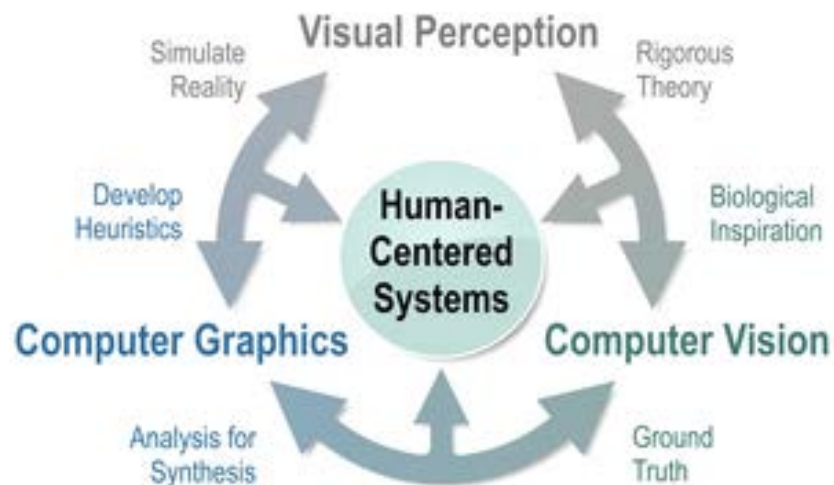 Visual Perception
Simulate
Reality
Rigorous
Theory
Develop
Heuristics
Human-
Centered
Systems
Biological
Inspiration
Computer Graphics
Computer Vision
Analysis for
Synthesis
Ground
Truth